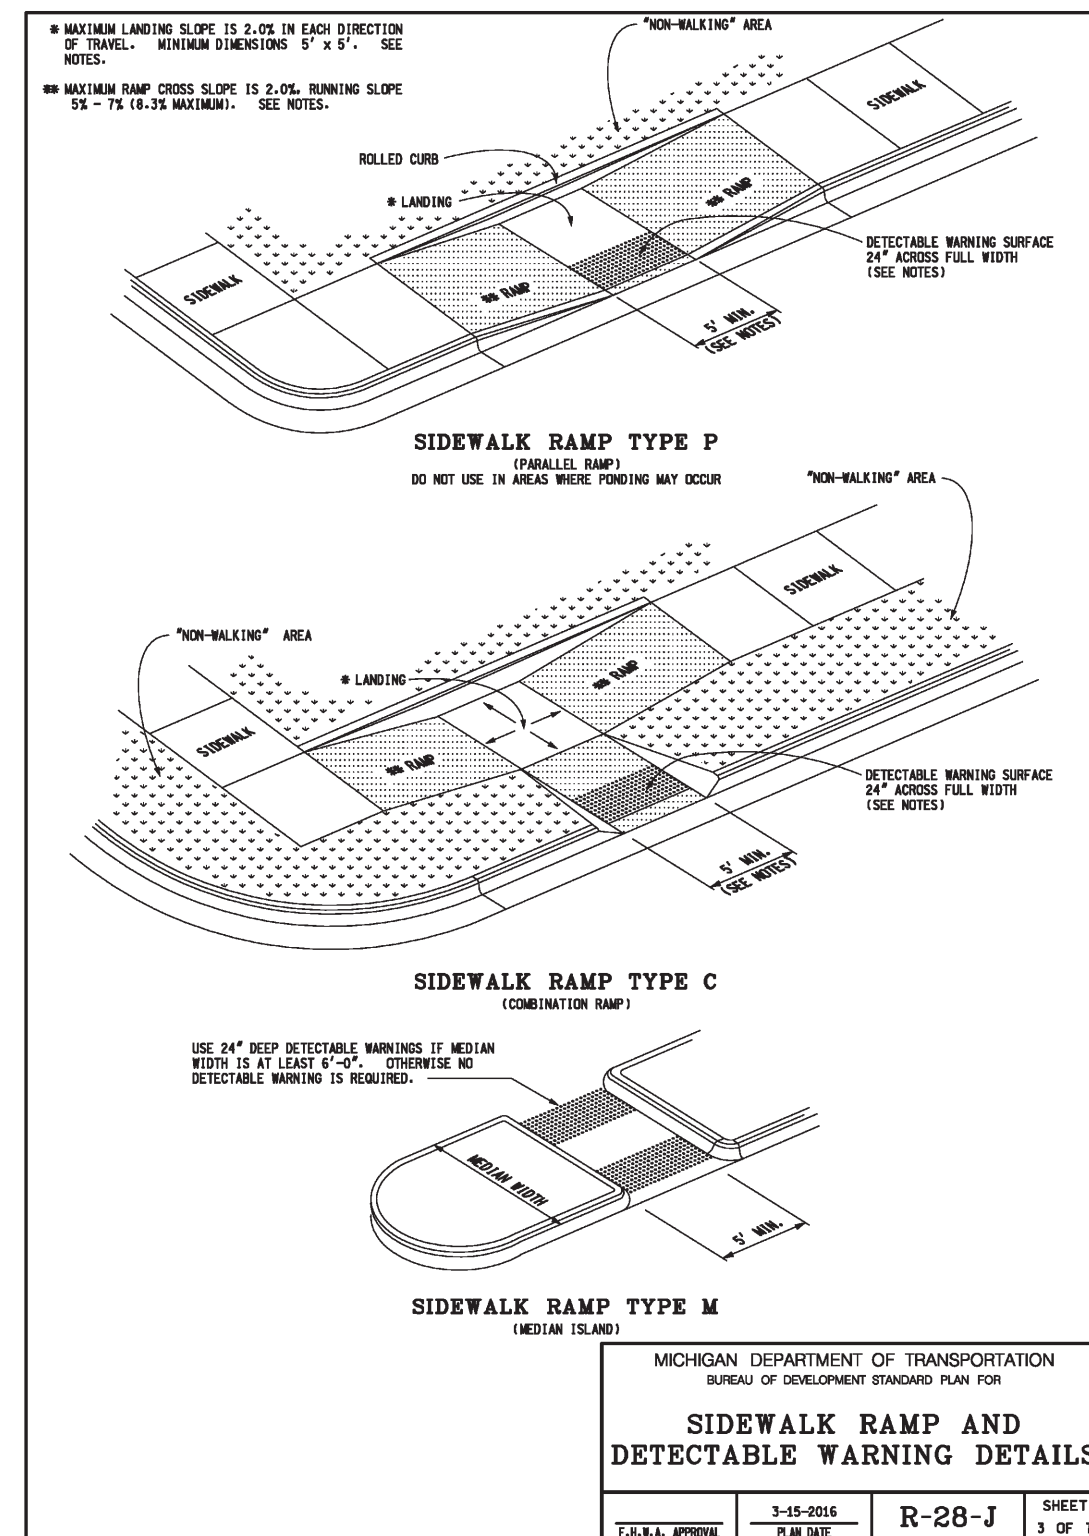 * MAXIMUM LANDING SLOPE IS 2.0% IN EACH DIRECTION
OF TRAVEL. MINIMUM DIMENSIONS 5' x 5'. SEE
NOTES.
** MAXIMUM RAMP CROSS SLOPE IS 2.0%, RUNNING SLOPE
5% - 7% (8.3% MAXIMUM). SEE NOTES.
"NON-WALKING" AREA
SIDEWALK
ROLLED CURB
* LANDING
** RAMP
DETECTABLE WARNING SURFACE
24" ACROSS FULL WIDTH
(SEE NOTES)
SIDEWALK
** RAMP
5' MIN.
(SEE NOTES)
SIDEWALK RAMP TYPE P
(PARALLEL RAMP)
DO NOT USE IN AREAS WHERE PONDING MAY OCCUR
"NON-WALKING" AREA
SIDEWALK
"NON-WALKING" AREA
* LANDING
** RAMP
SIDEWALK
** RAMP
DETECTABLE WARNING SURFACE
24" ACROSS FULL WIDTH
(SEE NOTES)
5' MIN.
(SEE NOTES)
SIDEWALK RAMP TYPE C
(COMBINATION RAMP)
USE 24" DEEP DETECTABLE WARNINGS IF MEDIAN
WIDTH IS AT LEAST 6'-0". OTHERWISE NO
DETECTABLE WARNING IS REQUIRED.
MEDIAN WIDTH
5' MIN.
SIDEWALK RAMP TYPE M
(MEDIAN ISLAND)
MICHIGAN DEPARTMENT OF TRANSPORTATION
BUREAU OF DEVELOPMENT STANDARD PLAN FOR
SIDEWALK RAMP AND
DETECTABLE WARNING DETAILS
F.H.W.A. APPROVAL
3-15-2016
PLAN DATE
R-28-J
SHEET
3 OF